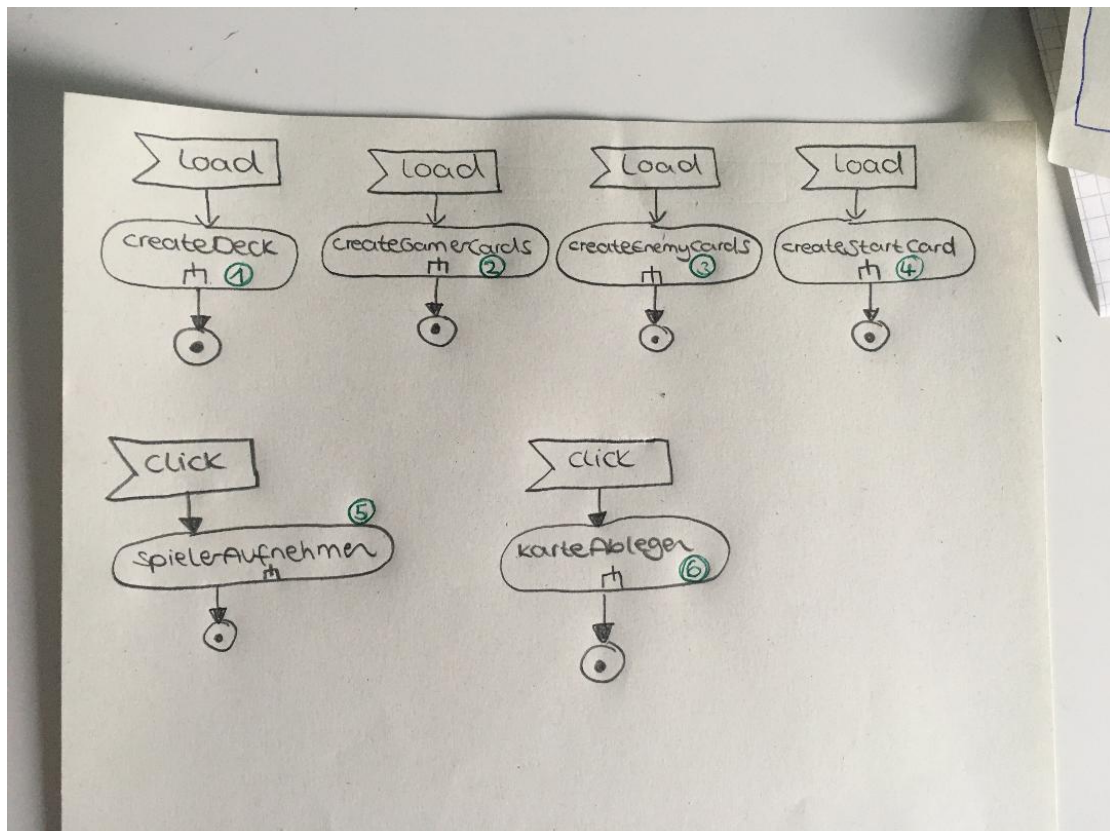 Load
Load
Load
Load
createDeck
1
createGamerCards
2
createEnemyCards
3
createStartCard
4
click
click
5
spielerAufnehmen
karteAblegen
6